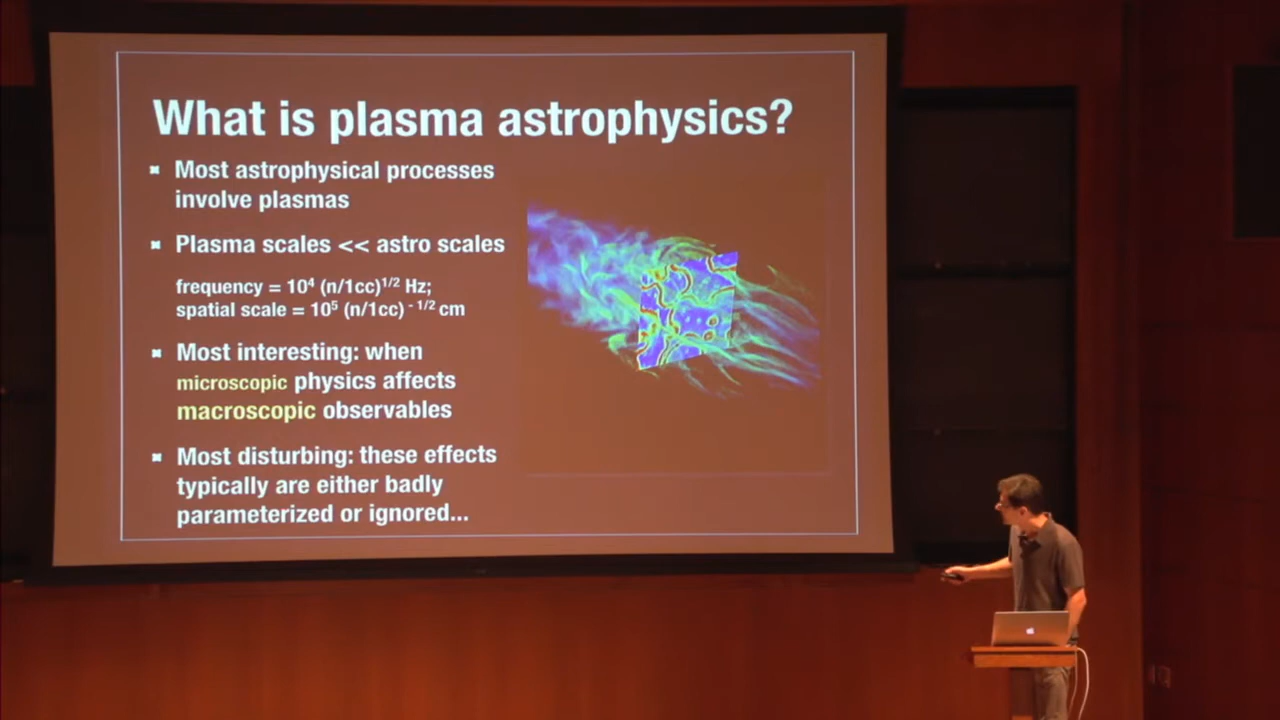 What is plasma astrophysics?
Most astrophysical processes
involve plasmas
Plasma scales << astro scales
frequency = 10⁴ (n/1cc)¹/² Hz;
spatial scale = 10⁵ (n/1cc) ⁻ ¹/² cm
Most interesting: when
microscopic physics affects
macroscopic observables
Most disturbing: these effects
typically are either badly
parameterized or ignored...